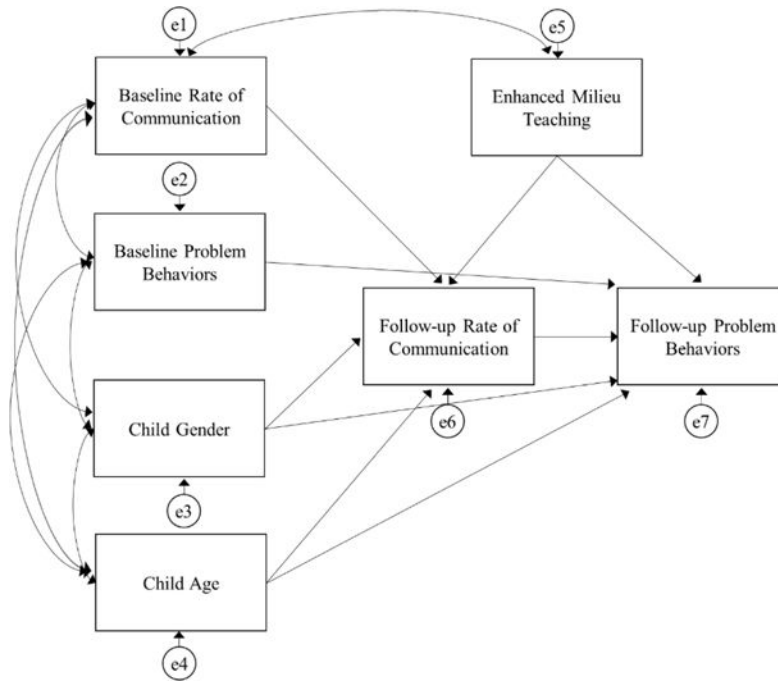 e1
e5
Baseline Rate of
Communication
Enhanced Milieu
Teaching
e2
Baseline Problem
Behaviors
Follow-up Rate of
Communication
Follow-up Problem
Behaviors
Child Gender
e6
e7
e3
Child Age
e4